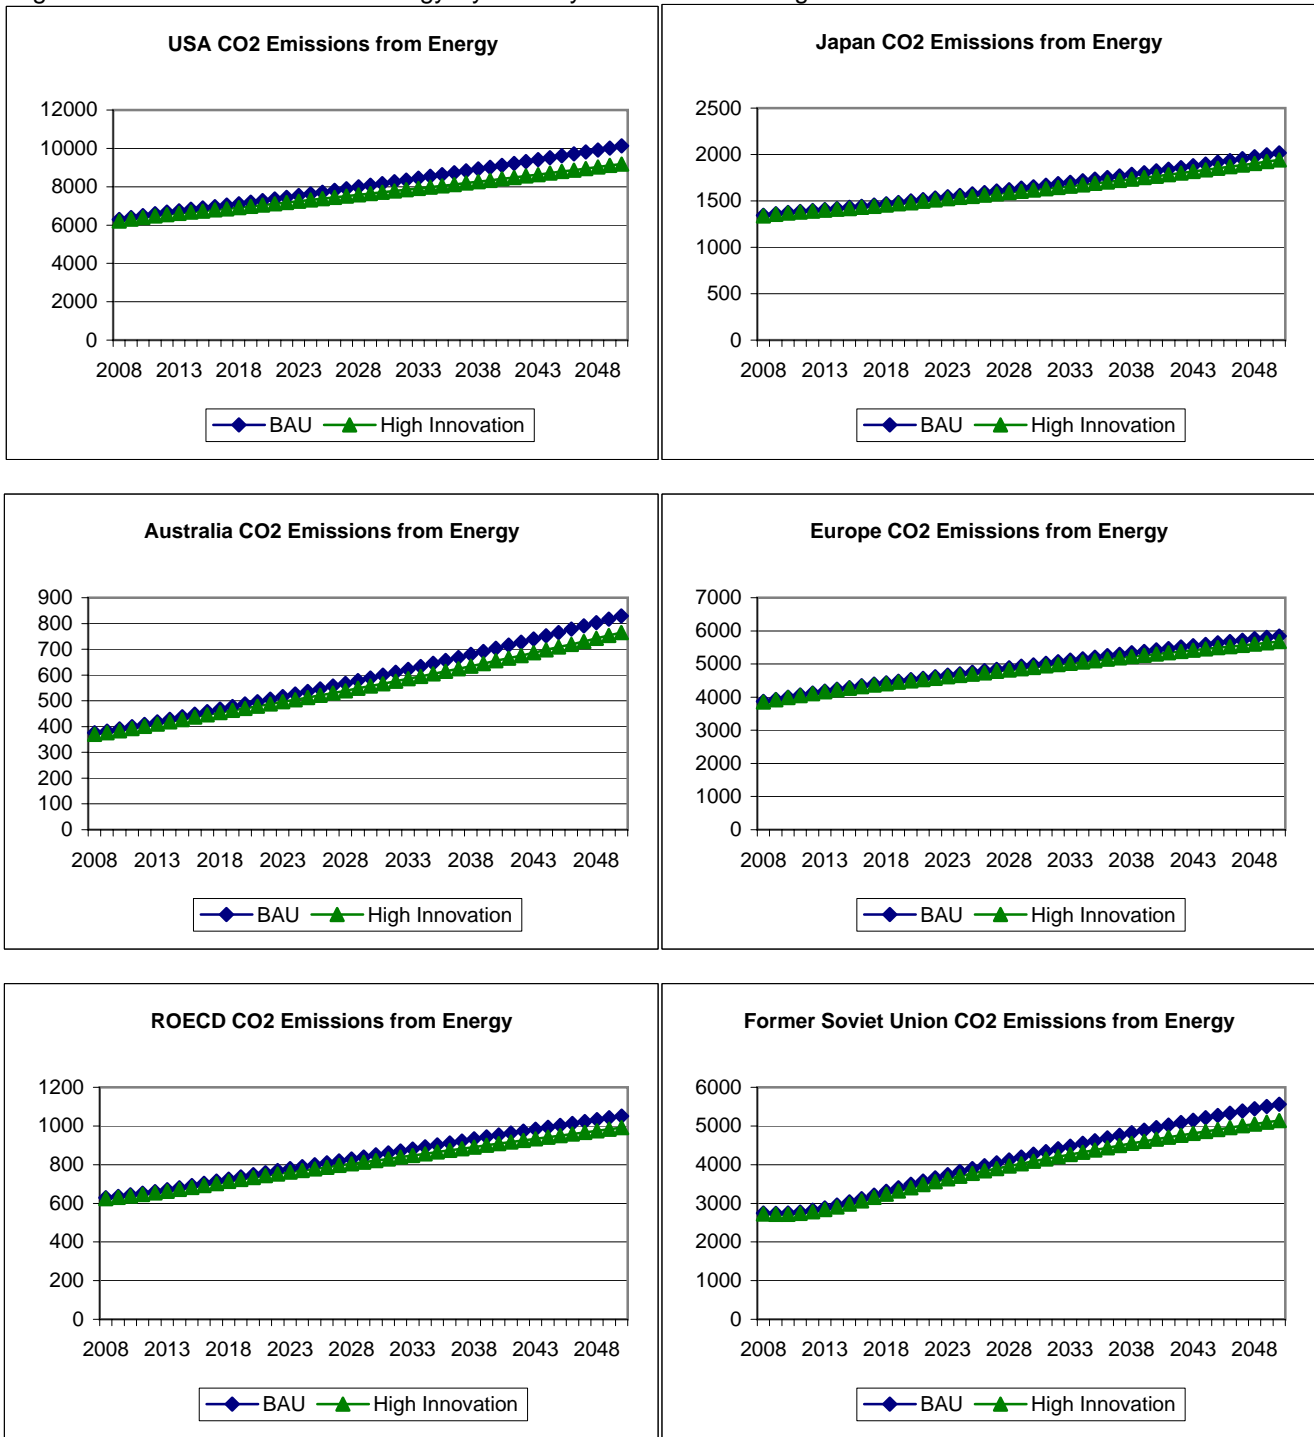 USA CO2 Emissions from Energy
12000
10000
8000
6000
4000
2000
0
2008 2013 2018 2023 2028 2033 2038 2043 2048
BAU High Innovation
Japan CO2 Emissions from Energy
2500
2000
1500
1000
500
0
2008 2013 2018 2023 2028 2033 2038 2043 2048
BAU High Innovation
Australia CO2 Emissions from Energy
900
800
700
600
500
400
300
200
100
0
2008 2013 2018 2023 2028 2033 2038 2043 2048
BAU High Innovation
Europe CO2 Emissions from Energy
7000
6000
5000
4000
3000
2000
1000
0
2008 2013 2018 2023 2028 2033 2038 2043 2048
BAU High Innovation
ROECD CO2 Emissions from Energy
1200
1000
800
600
400
200
0
2008 2013 2018 2023 2028 2033 2038 2043 2048
BAU High Innovation
Former Soviet Union CO2 Emissions from Energy
6000
5000
4000
3000
2000
1000
0
2008 2013 2018 2023 2028 2033 2038 2043 2048
BAU High Innovation